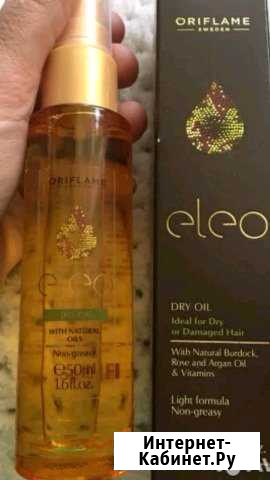 ORIFLAME
SWEDEN
eleo
DRY OIL
WITH NATURAL
OILS
Non-greasy
℮50ml
1.6fl.oz.
ORIFLAME
SWEDEN
eleo
DRY OIL
Ideal for Dry
or Damaged Hair
With Natural Burdock,
Rose and Argan Oil
& Vitamins
Light formula
Non-greasy
Интернет-
Кабинет.Ру